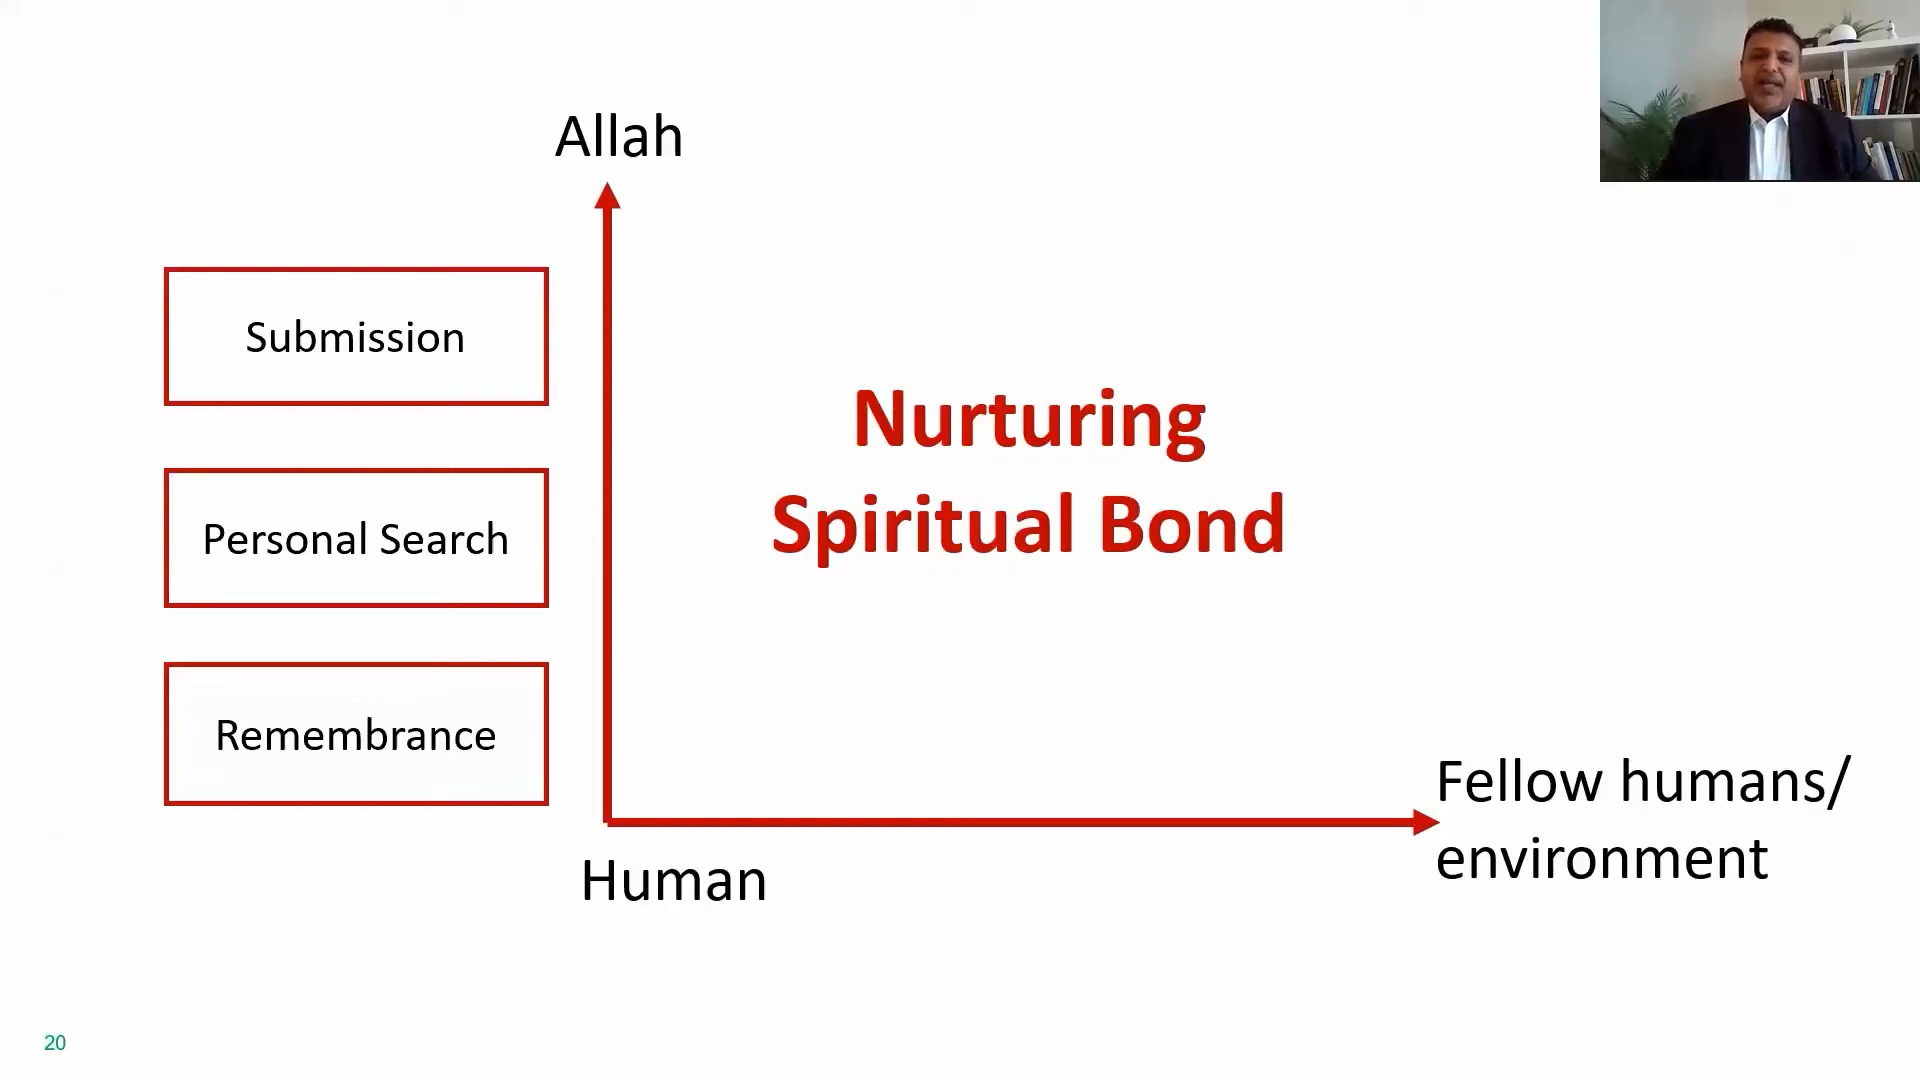 Allah
Submission
Nurturing
Spiritual Bond
Personal Search
Remembrance
Fellow humans/
environment
Human
20